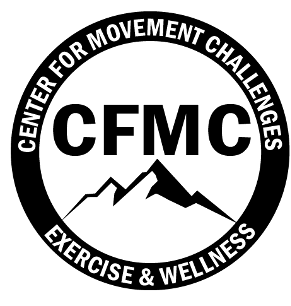 CENTER FOR MOVEMENT CHALLENGES
CFMC
EXERCISE & WELLNESS